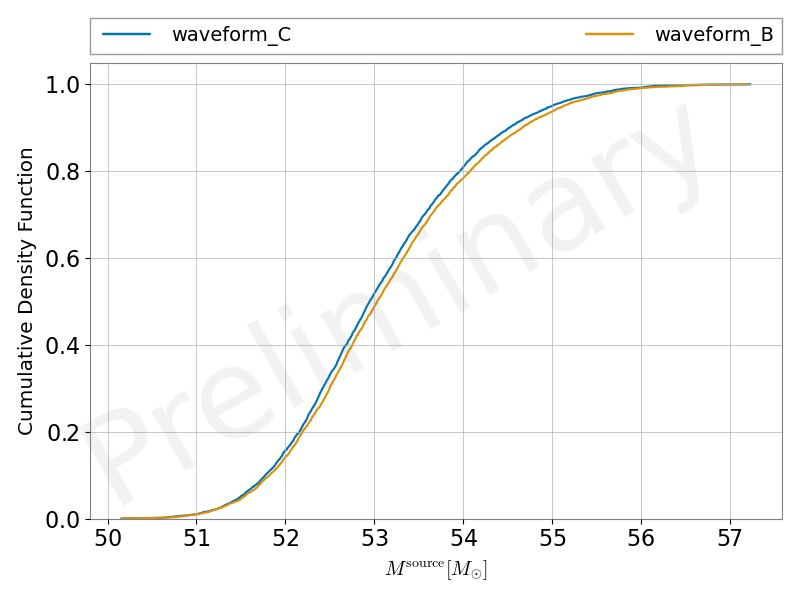 waveform_C waveform_B
1.0
0.8
0.6
0.4
0.2
0.0
Cumulative Density Function
Preliminary
50 51 52 53 54 55 56 57
M^source[M_⊙]